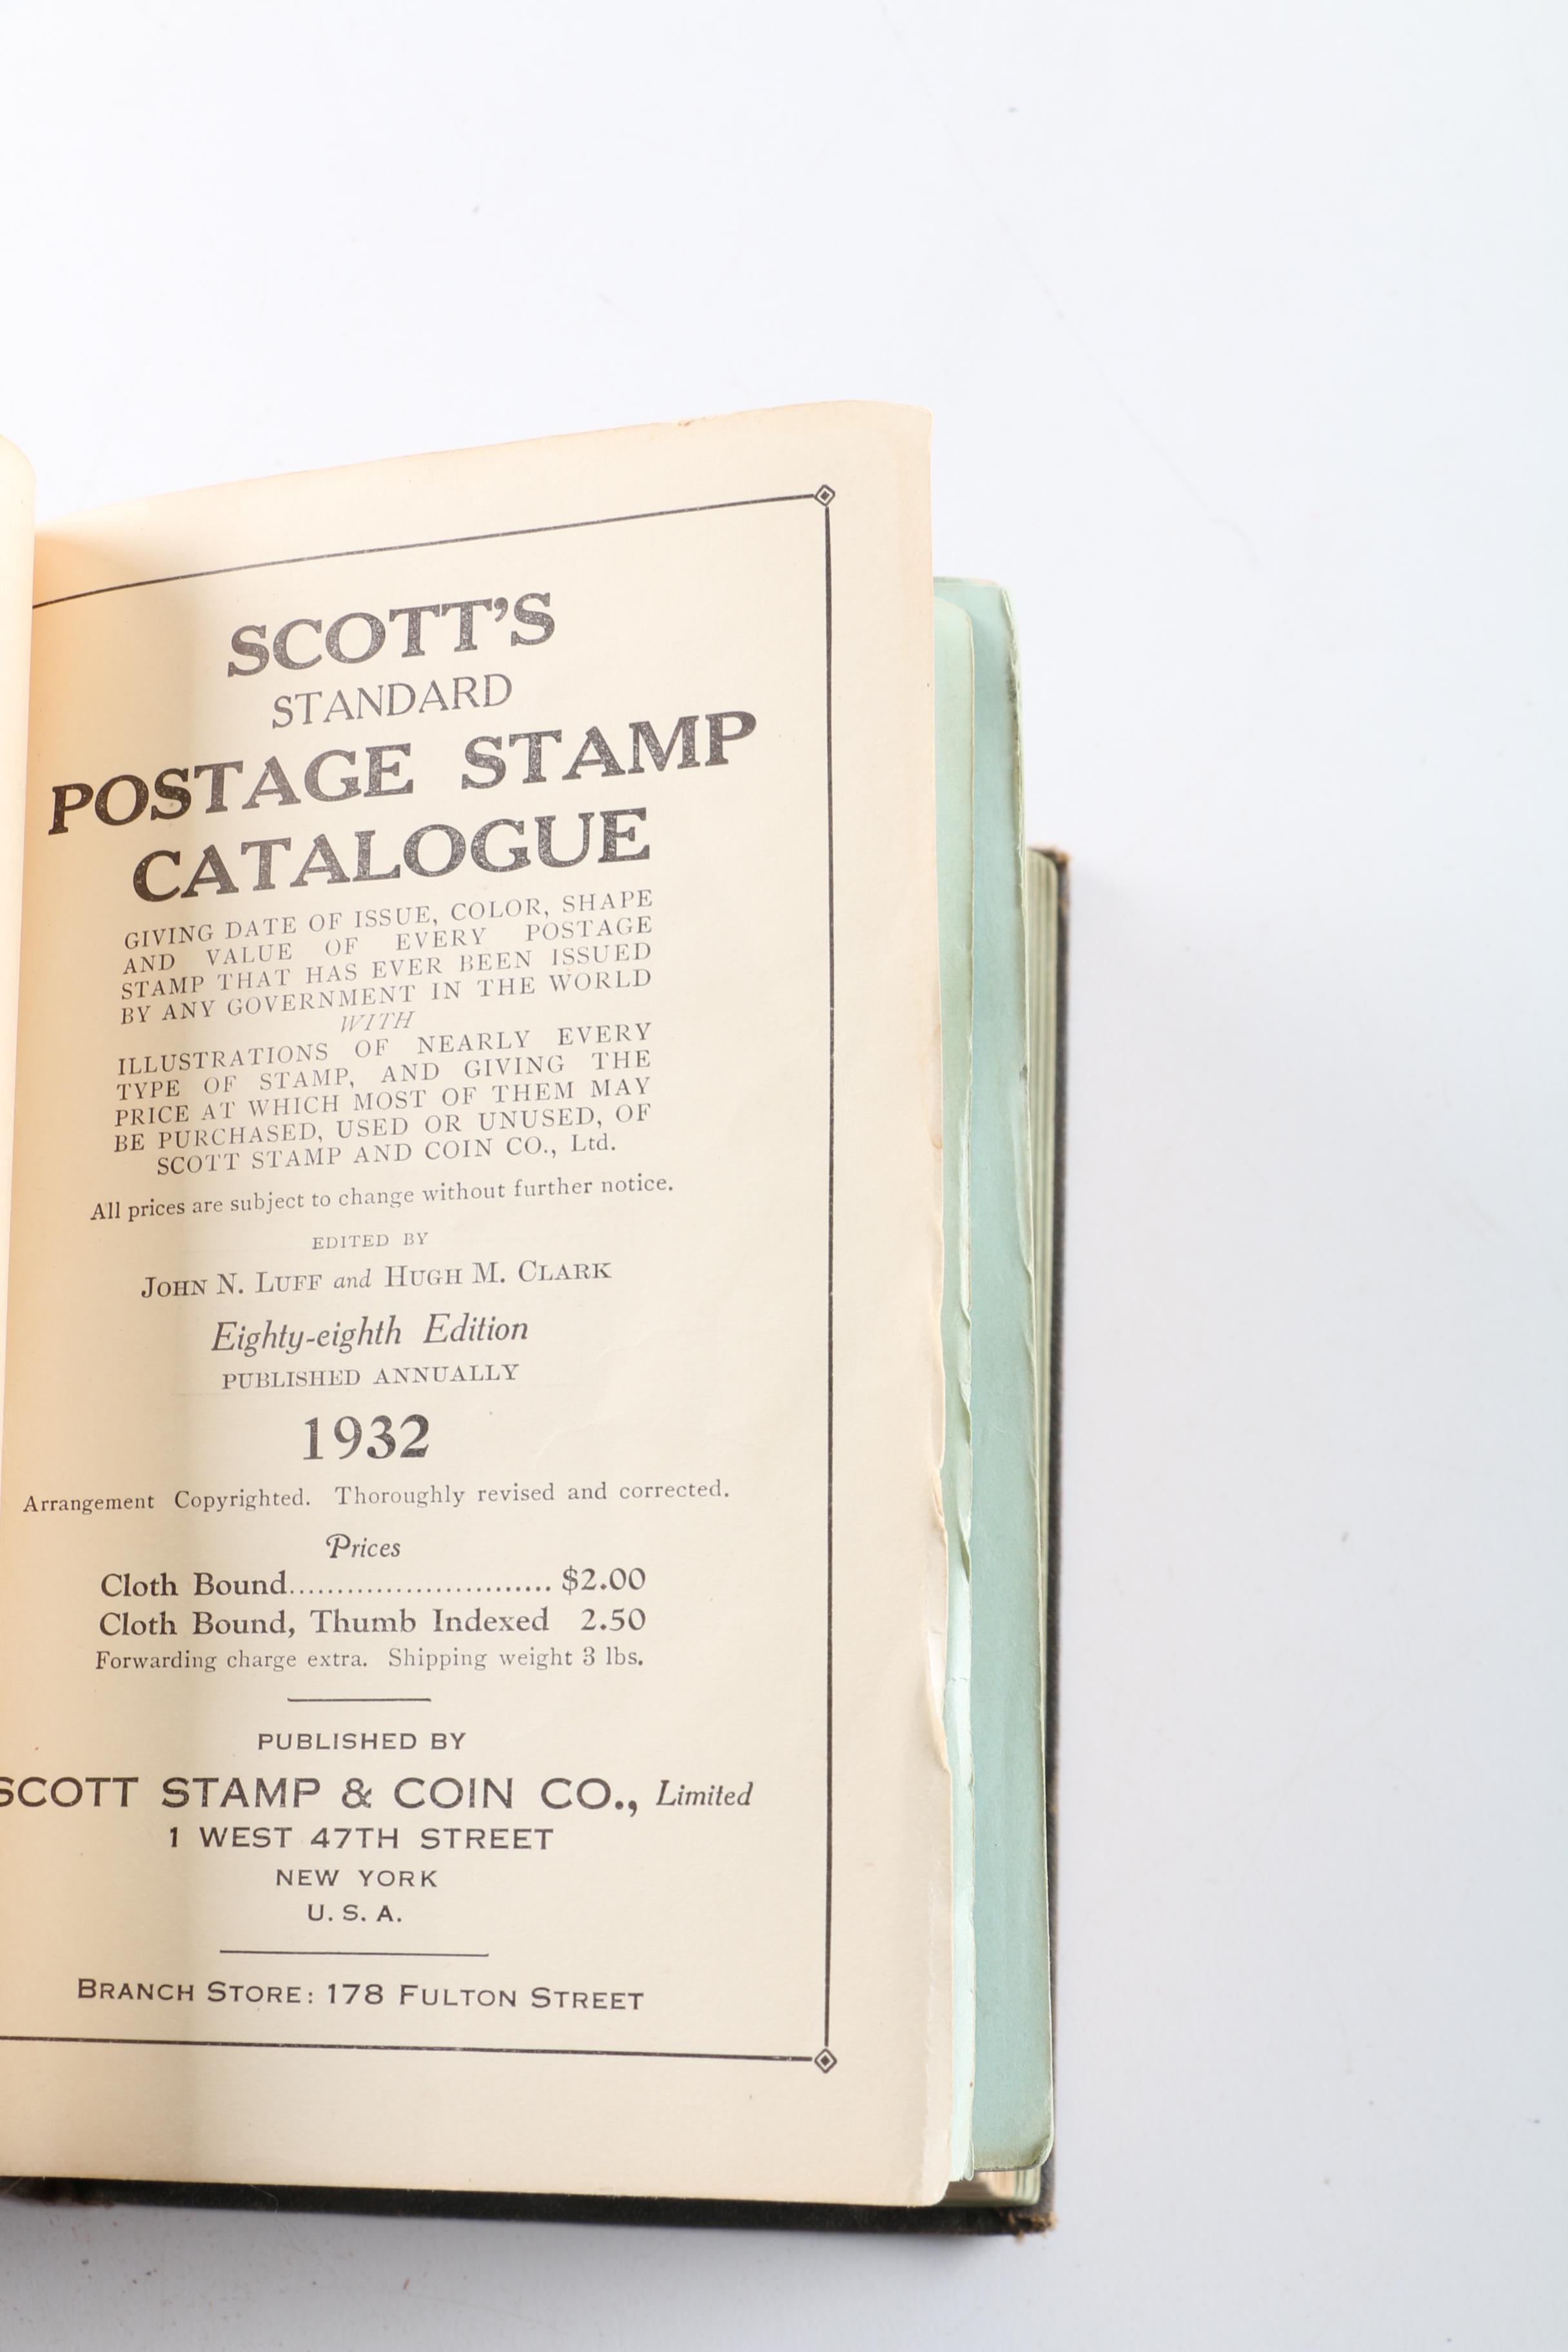 SCOTT'S
STANDARD
POSTAGE STAMP
CATALOGUE
GIVING DATE OF ISSUE, COLOR, SHAPE
AND VALUE OF EVERY POSTAGE
STAMP THAT HAS EVER BEEN ISSUED
BY ANY GOVERNMENT IN THE WORLD
WITH
ILLUSTRATIONS OF NEARLY EVERY
TYPE OF STAMP, AND GIVING THE
PRICE AT WHICH MOST OF THEM MAY
BE PURCHASED, USED OR UNUSED, OF
SCOTT STAMP AND COIN CO., Ltd.
All prices are subject to change without further notice.
EDITED BY
JOHN N. LUFF and HUGH M. CLARK
Eighty-eighth Edition
PUBLISHED ANNUALLY
1932
Arrangement Copyrighted. Thoroughly revised and corrected.
Prices
Cloth Bound........................... $2.00
Cloth Bound, Thumb Indexed 2.50
Forwarding charge extra. Shipping weight 3 lbs.
PUBLISHED BY
SCOTT STAMP & COIN CO., Limited
1 WEST 47TH STREET
NEW YORK
U. S. A.
BRANCH STORE: 178 FULTON STREET